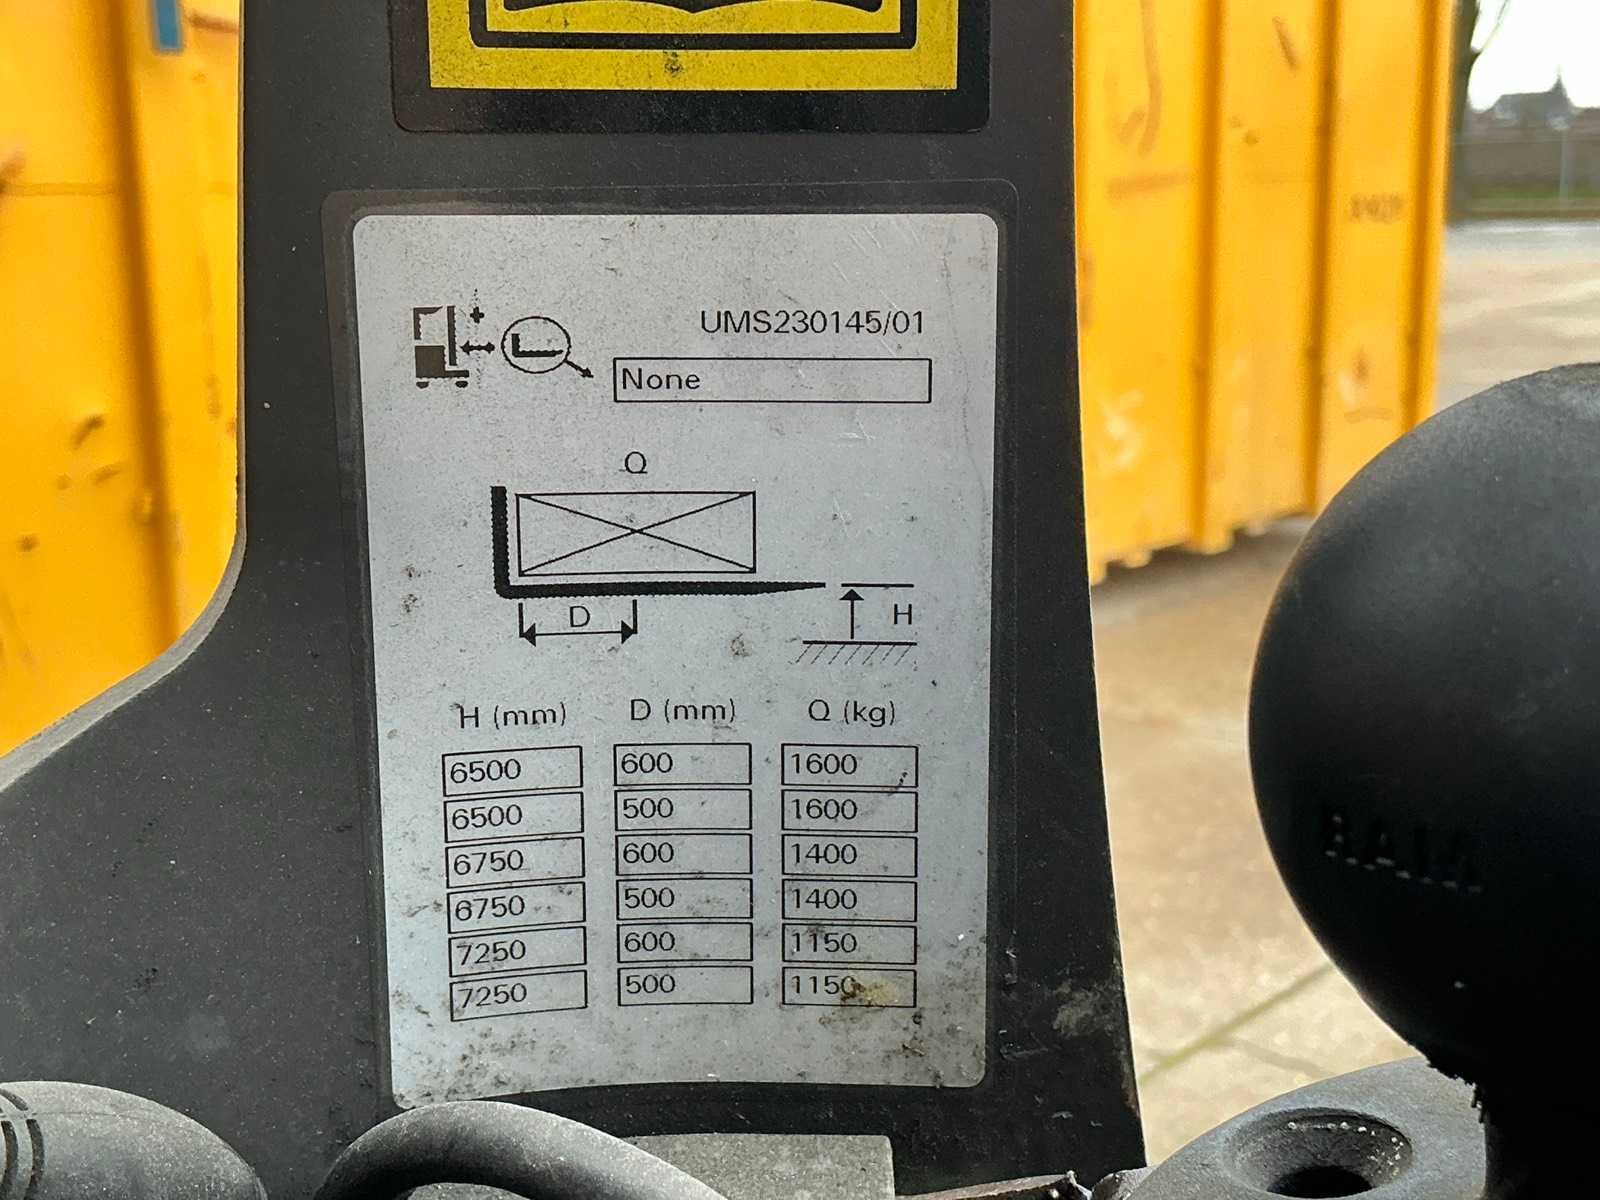 UMS230145/01
None
Q
D
H
H (mm) D (mm) Q (kg)
6500 600 1600
6500 500 1600
6750 600 1400
6750 500 1400
7250 600 1150
7250 500 1150